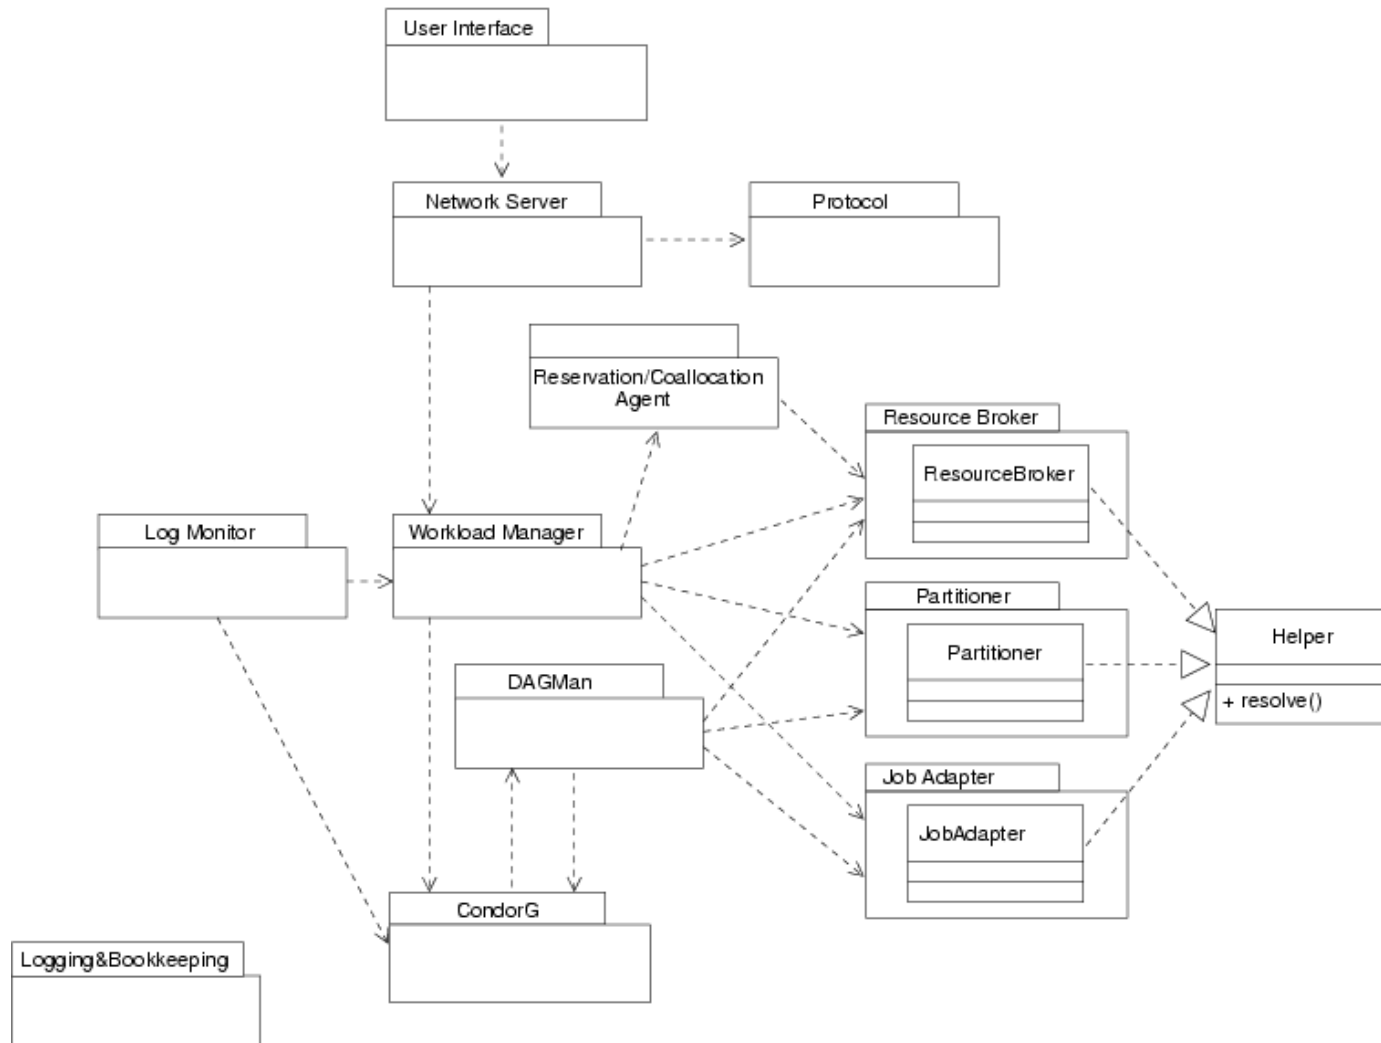 User Interface
Network Server
Protocol
Reservation/Coallocation
Agent
Resource Broker
ResourceBroker
Log Monitor
Workload Manager
Partitioner
Partitioner
Helper
+ resolve()
DAGMan
Job Adapter
JobAdapter
CondorG
Logging&Bookkeeping